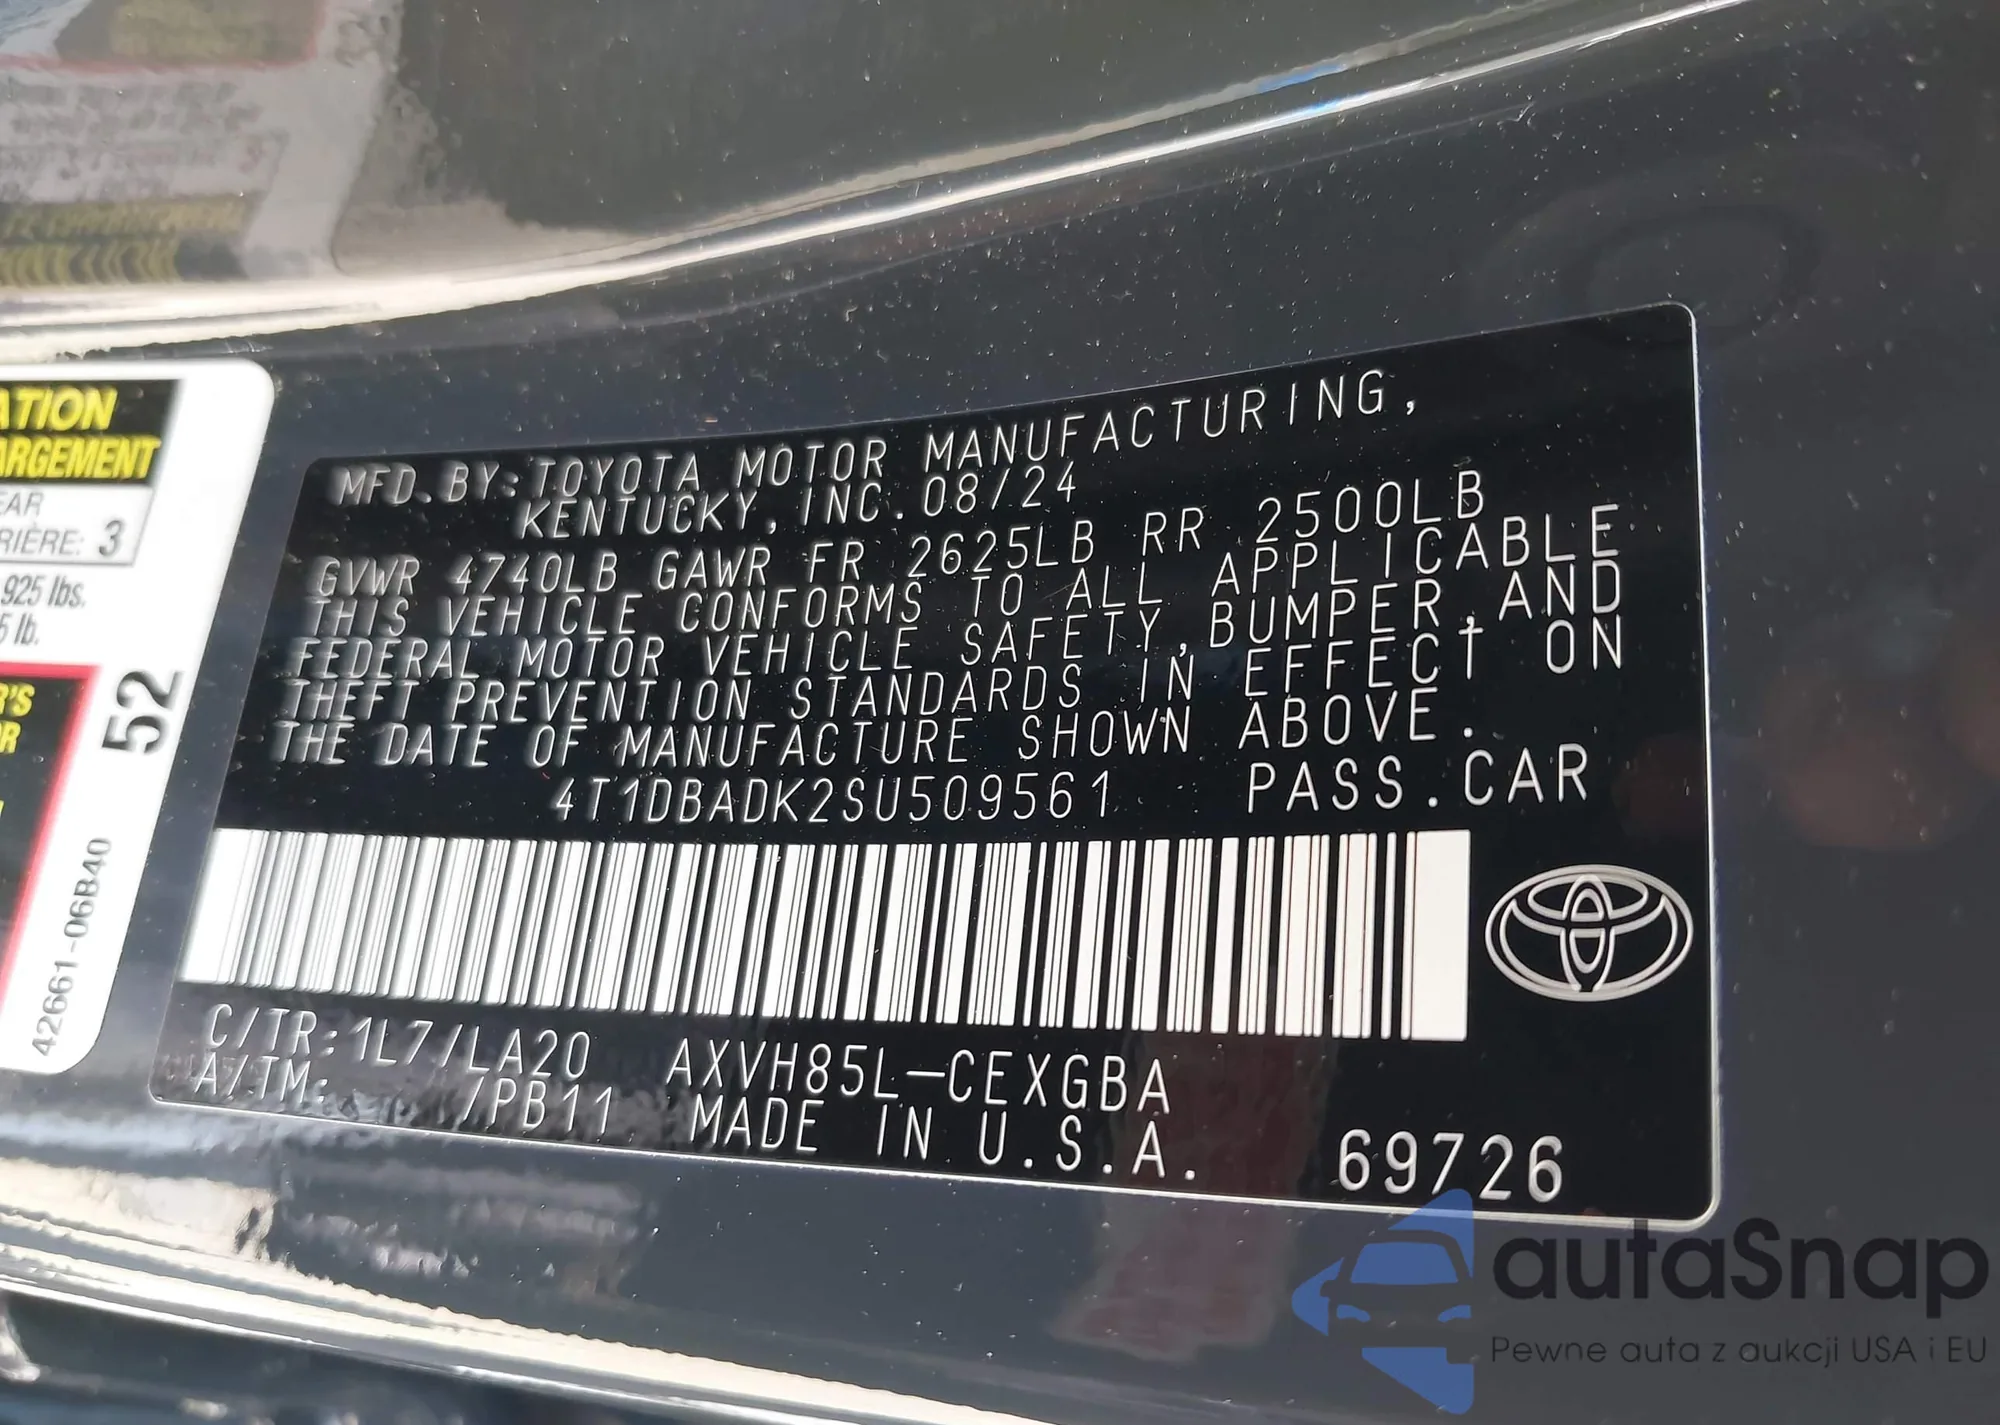 ATION
ARGEMENT
EAR
RIÈRE: 3
925 lbs.
5 lb.
R'S
OR
52
42661-06B40
MFD. BY: TOYOTA MOTOR MANUFACTURING,
KENTUCKY, INC. 08/24
GVWR 4740LB GAWR FR 2625LB RR 2500LB
THIS VEHICLE CONFORMS TO ALL APPLICABLE
FEDERAL MOTOR VEHICLE SAFETY, BUMPER, AND
THEFT PREVENTION STANDARDS IN EFFECT ON
THE DATE OF MANUFACTURE SHOWN ABOVE.
4T1DBADK2SU509561 PASS. CAR
C/TR: 1L7/LA20 AXVH85L-CEXGBA
A/TM: /PB11 MADE IN U.S.A. 69726
autaSnap
Pewne auta z aukcji USA i EU